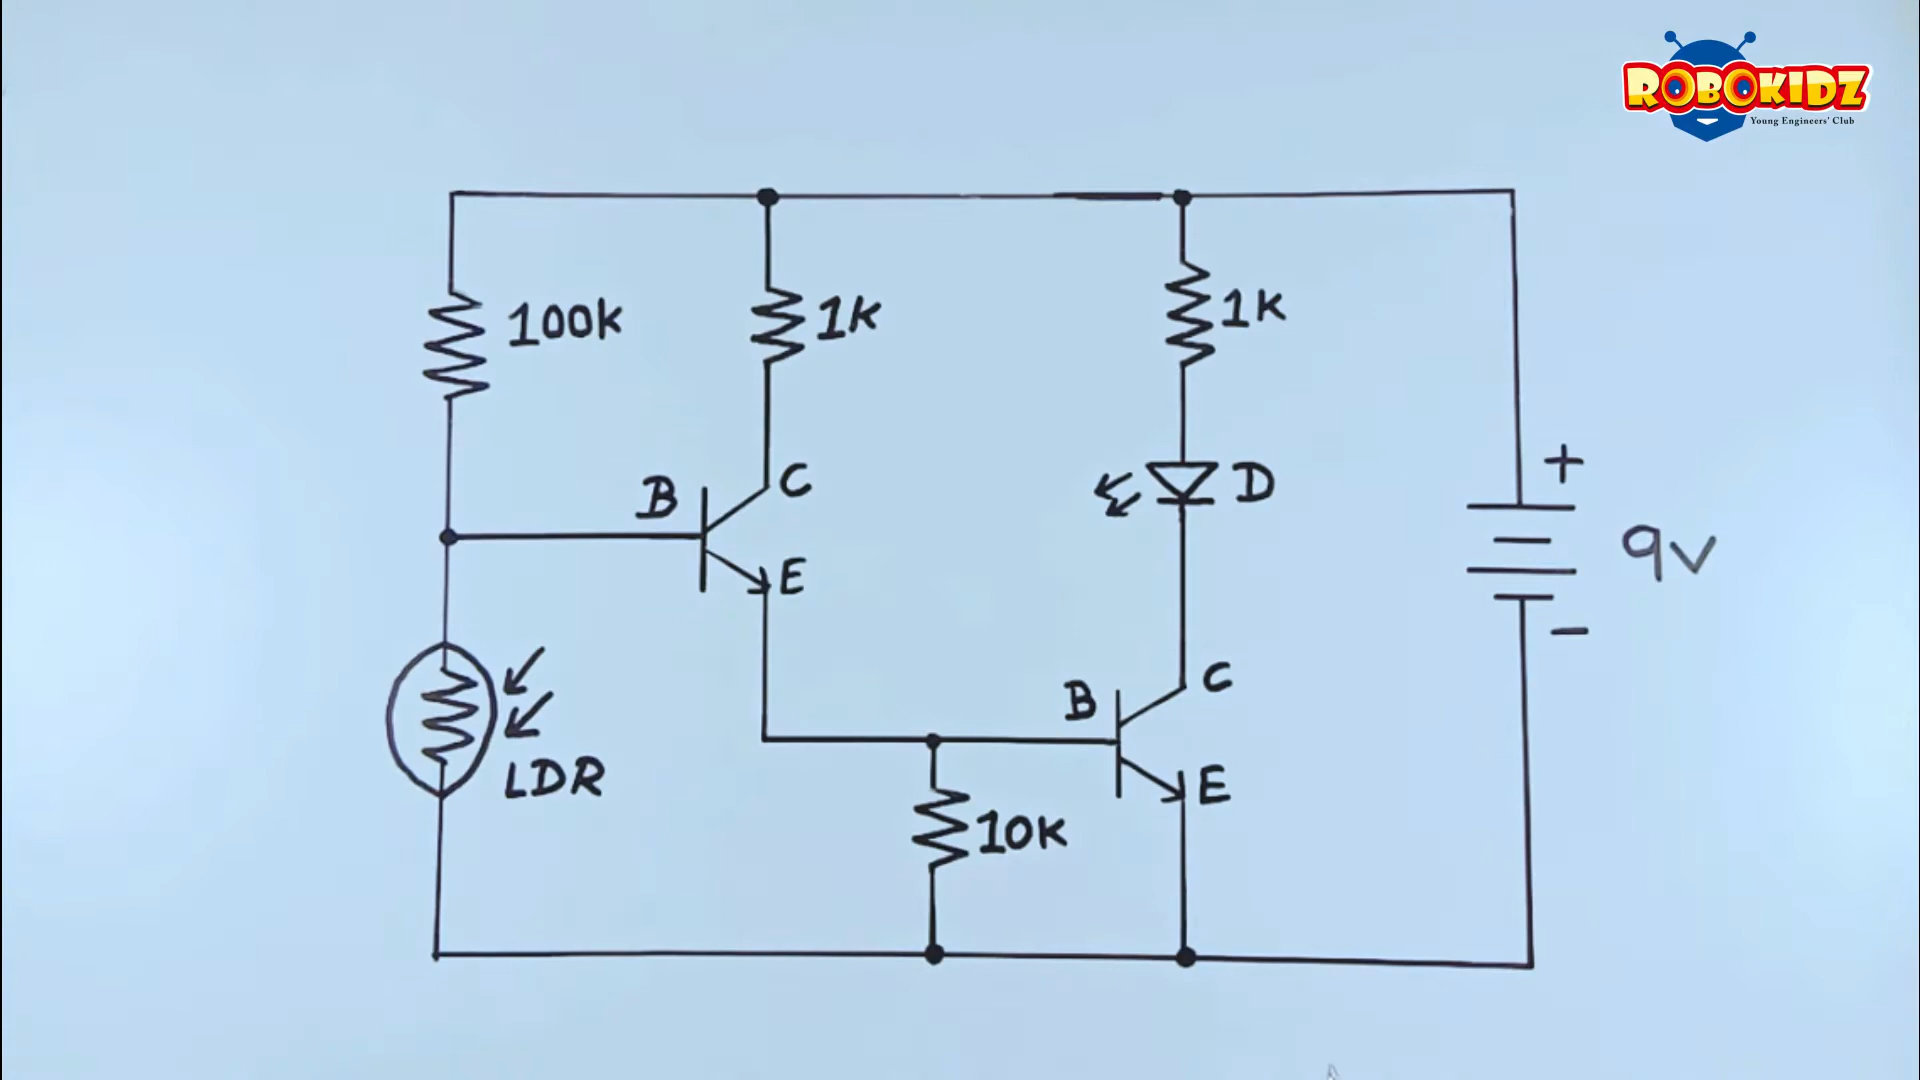 ROBOKIDZ
Young Engineers' Club
100k
1k
1k
B
C
E
D
+
9v
-
LDR
B
C
E
10k